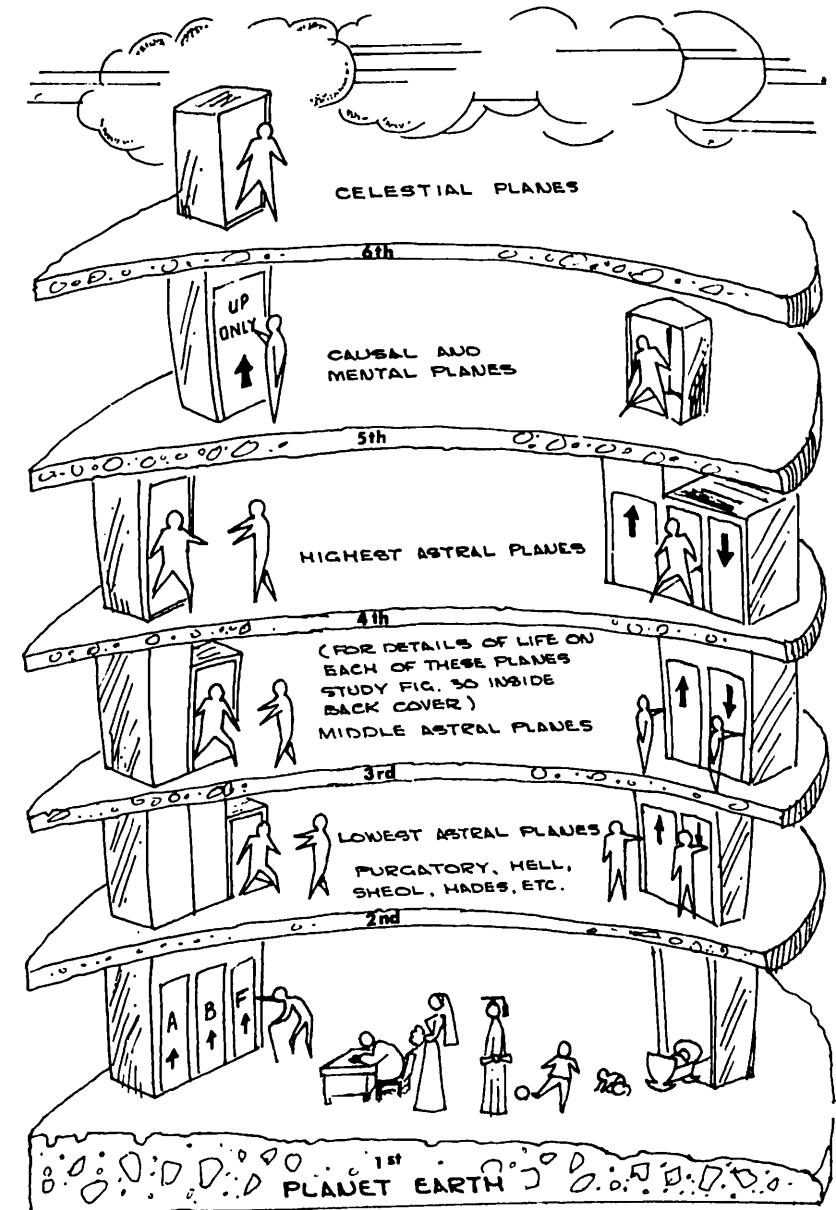 CELESTIAL PLANES
6th
UP
ONLY
CAUSAL AND
MENTAL PLANES
5th
HIGHEST ASTRAL PLANES
4th
(FOR DETAILS OF LIFE ON
EACH OF THESE PLANES
STUDY FIG. 30 INSIDE
BACK COVER)
MIDDLE ASTRAL PLANES
3rd
LOWEST ASTRAL PLANES
PURGATORY, HELL,
SHEOL, HADES, ETC.
2nd
A B F
1st
PLANET EARTH